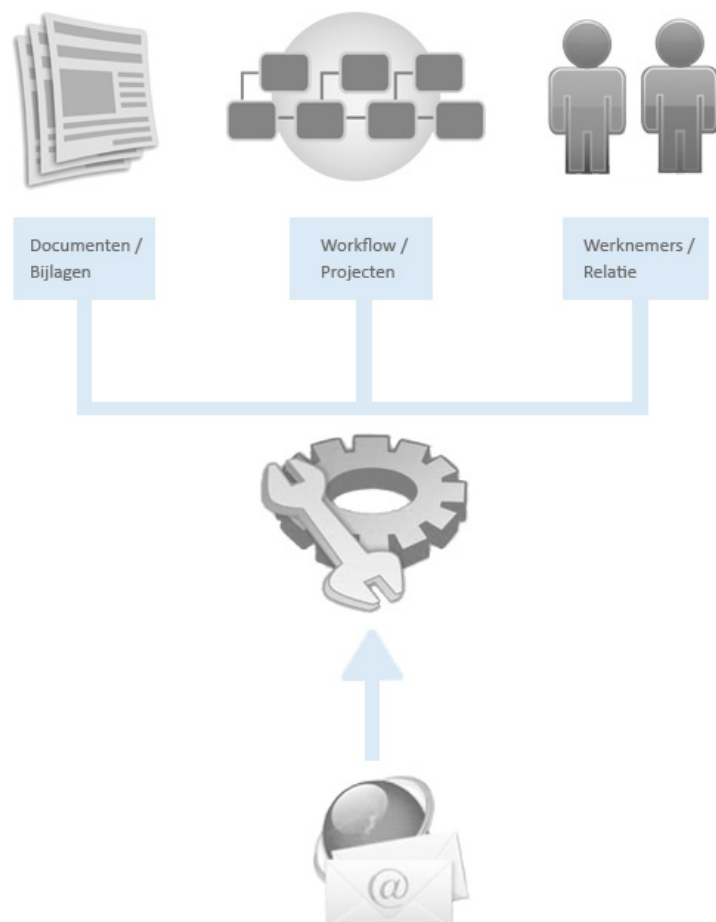 Documenten /
Bijlagen
Workflow /
Projecten
Werknemers /
Relatie
@